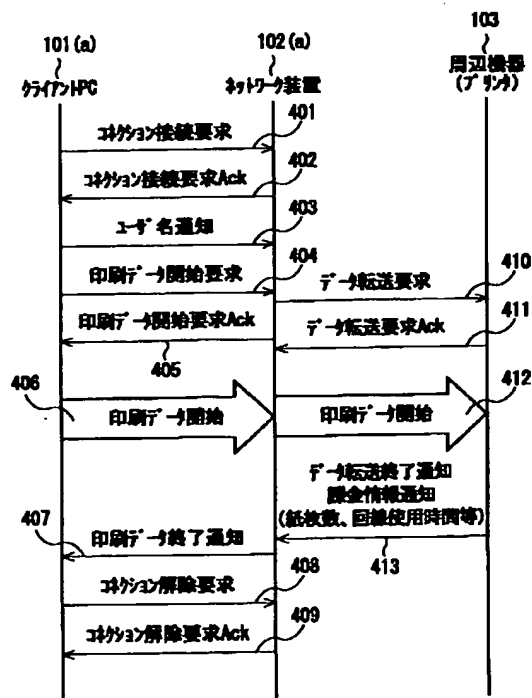 101(a)
クライアントPC
102(a)
ネットワーク装置
103
周辺機器
(プリンタ)
コネクション接続要求
401
コネクション接続要求Ack
402
ユーザ名通知
403
印刷データ開始要求
404
データ転送要求
410
印刷データ開始要求Ack
405
データ転送要求Ack
411
406
印刷データ開始
印刷データ開始
412
データ転送終了通知
課金情報通知
(紙枚数、回線使用時間等)
413
印刷データ終了通知
407
コネクション解除要求
408
コネクション解除要求Ack
409